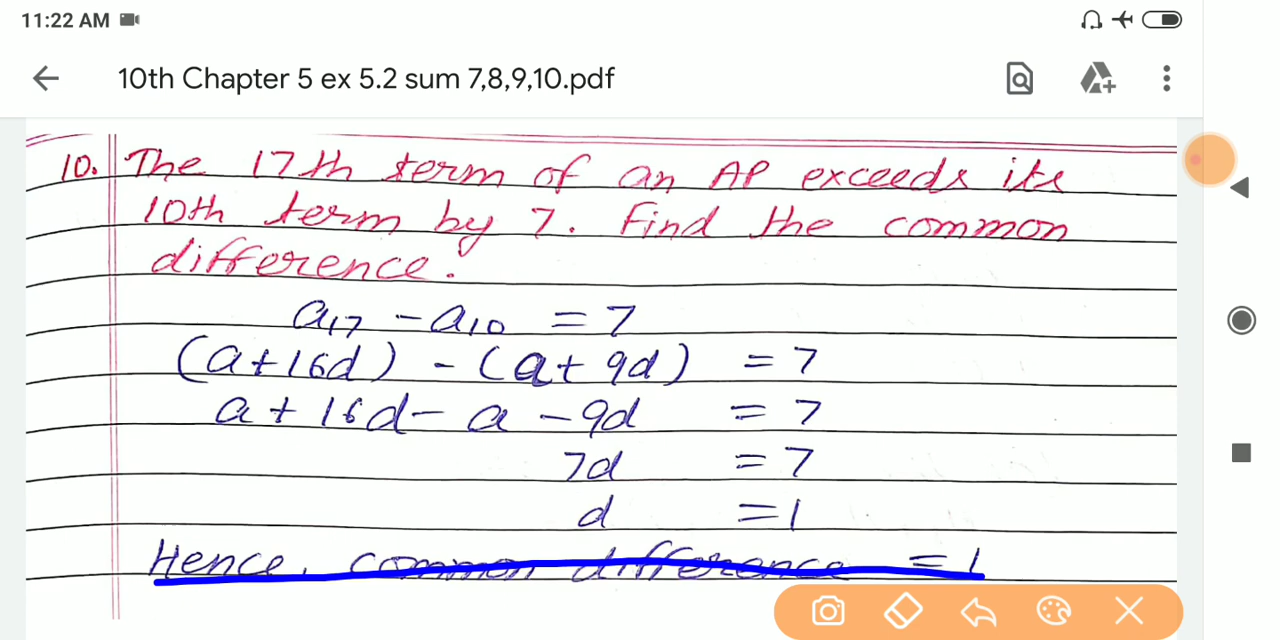 11:22 AM
10th Chapter 5 ex 5.2 sum 7,8,9,10.pdf
10. The 17th term of an AP exceeds its
10th term by 7. Find the common
difference.
a₁₇ - a₁₀ = 7
(a+16d) - (a+9d) = 7
a+16d- a -9d = 7
7d = 7
d =1
Hence, common difference =1